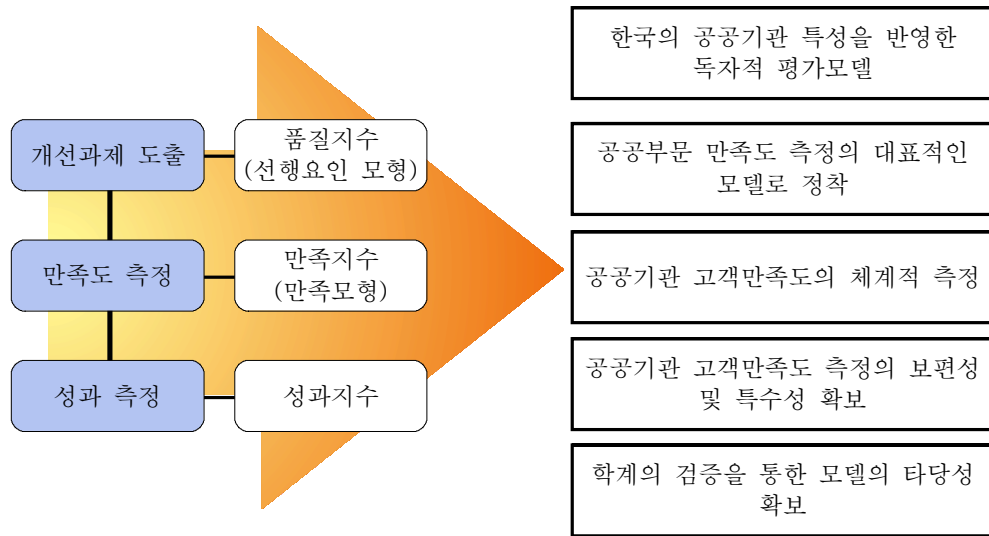 개선과제 도출
품질지수
(선행요인 모형)
만족도 측정
만족지수
(만족모형)
성과 측정
성과지수
한국의 공공기관 특성을 반영한
독자적 평가모델
공공부문 만족도 측정의 대표적인
모델로 정착
공공기관 고객만족도의 체계적 측정
공공기관 고객만족도 측정의 보편성
및 특수성 확보
학계의 검증을 통한 모델의 타당성
확보